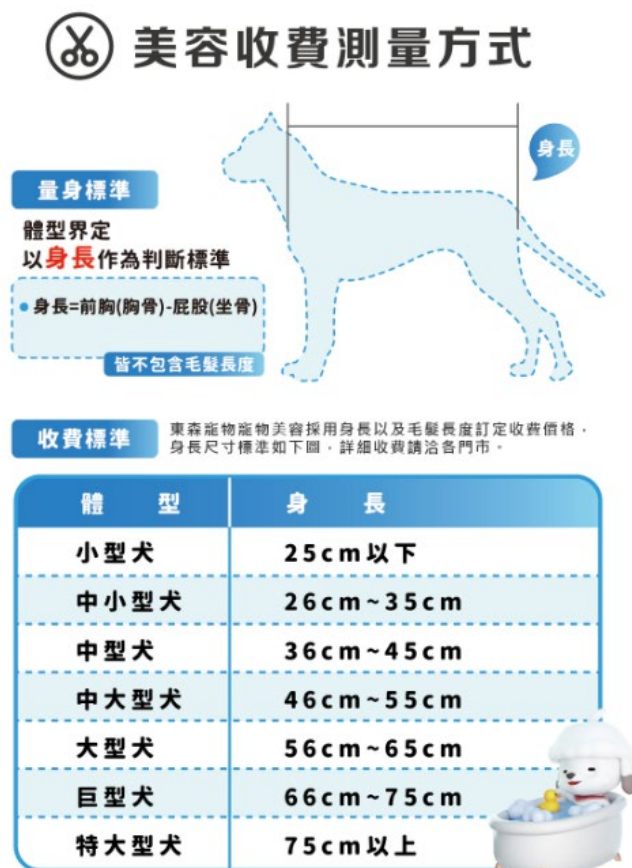 美容收費測量方式
身長
量身標準
體型界定
以身長作為判斷標準
身長=前胸(胸骨)-屁股(坐骨)
皆不包含毛髮長度
收費標準
東森寵物寵物美容採用身長以及毛髮長度訂定收費價格，
身長尺寸標準如下圖，詳細收費請洽各門市。
體型 身長
小型犬 25cm以下
中小型犬 26cm~35cm
中型犬 36cm~45cm
中大型犬 46cm~55cm
大型犬 56cm~65cm
巨型犬 66cm~75cm
特大型犬 75cm以上